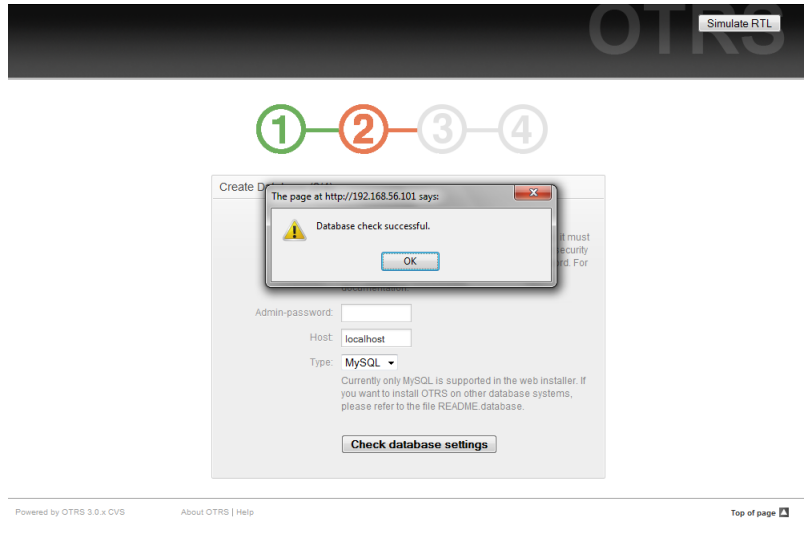 OTRS
Simulate RTL
1 2 3 4
Create
The page at http://192.168.56.101 says:
Database check successful.
OK
it must
For
documentation.
Admin-password:
Host: localhost
Type: MySQL
Currently only MySQL is supported in the web installer. If
you want to install OTRS on other database systems,
please refer to the file README.database.
Check database settings
Powered by OTRS 3.0.x CVS
About OTRS | Help
Top of page